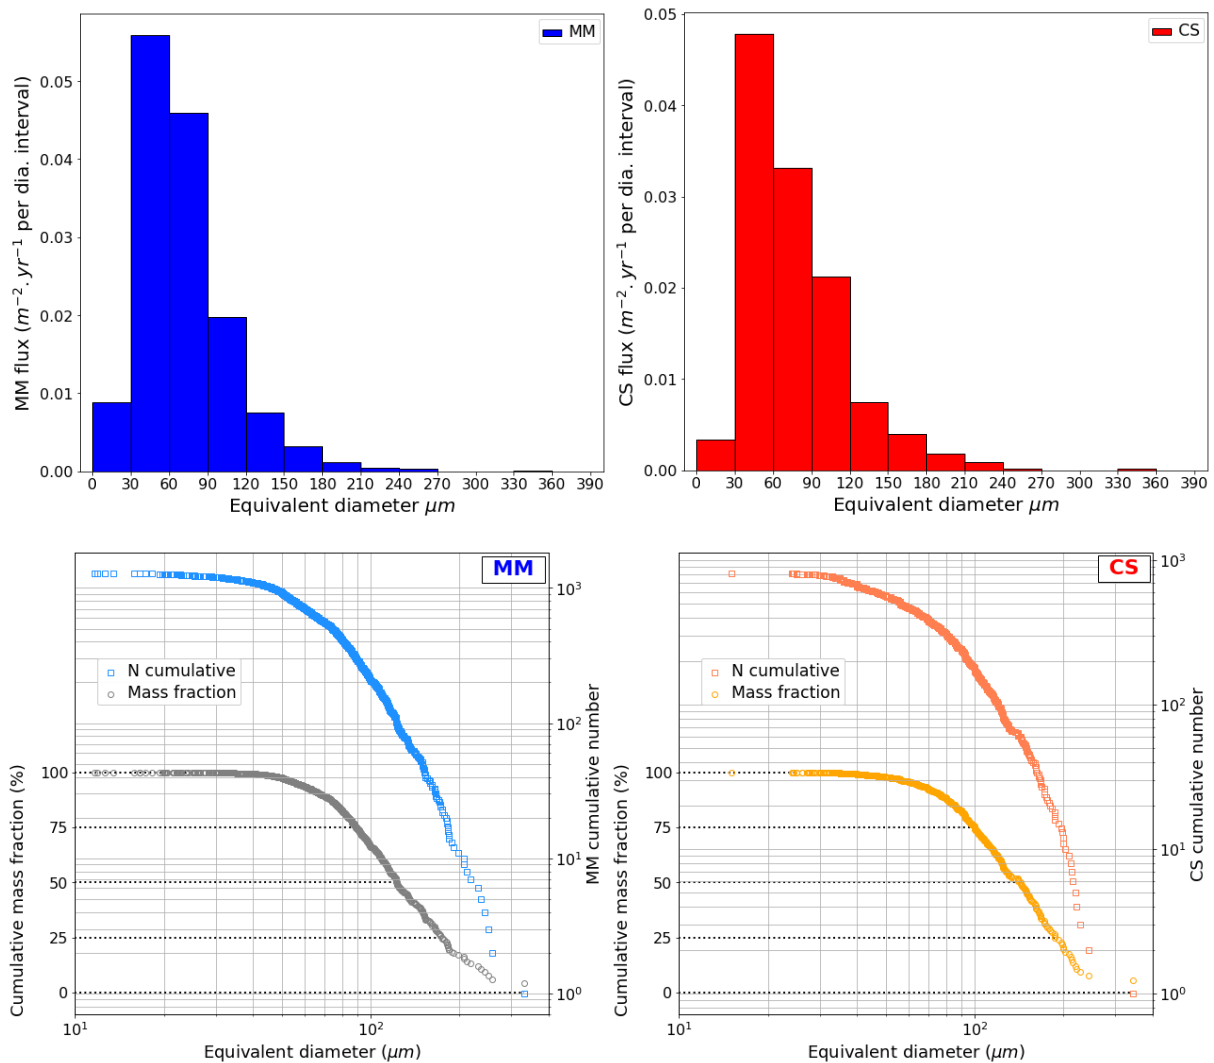 MM
MM flux (m⁻². yr⁻¹ per dia. interval)
0.05
0.04
0.03
0.02
0.01
0.00
0 30 60 90 120 150 180 210 240 270 300 330 360 390
Equivalent diameter μm
CS
CS flux (m⁻². yr⁻¹ per dia. interval)
0.05
0.04
0.03
0.02
0.01
0.00
0 30 60 90 120 150 180 210 240 270 300 330 360 390
Equivalent diameter μm
MM
N cumulative
Mass fraction
Cumulative mass fraction (%)
100
75
50
25
0
MM cumulative number
10³
10²
10¹
10⁰
10¹ 10²
Equivalent diameter (μm)
CS
N cumulative
Mass fraction
Cumulative mass fraction (%)
100
75
50
25
0
CS cumulative number
10³
10²
10¹
10⁰
10¹ 10²
Equivalent diameter (μm)